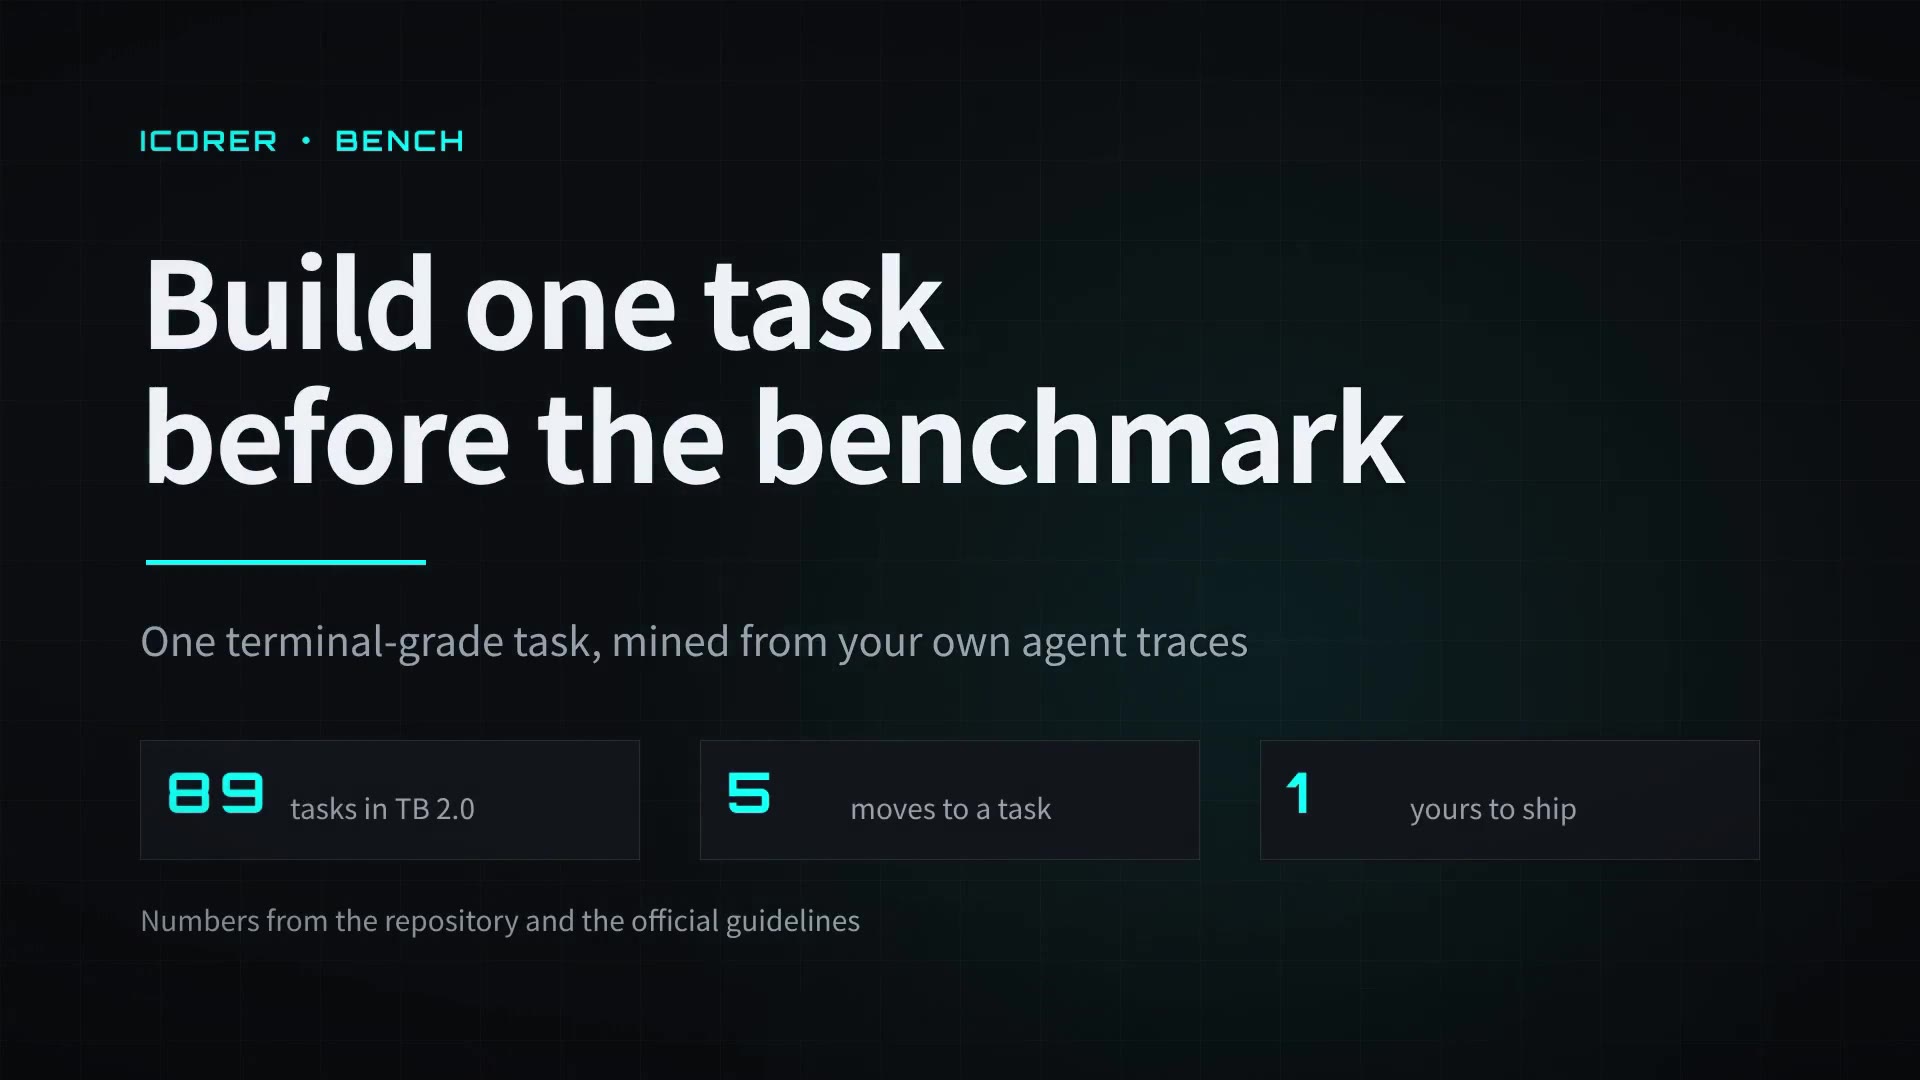 ICORER • BENCH
Build one task
before the benchmark
One terminal-grade task, mined from your own agent traces
89 tasks in TB 2.0
5 moves to a task
1 yours to ship
Numbers from the repository and the official guidelines